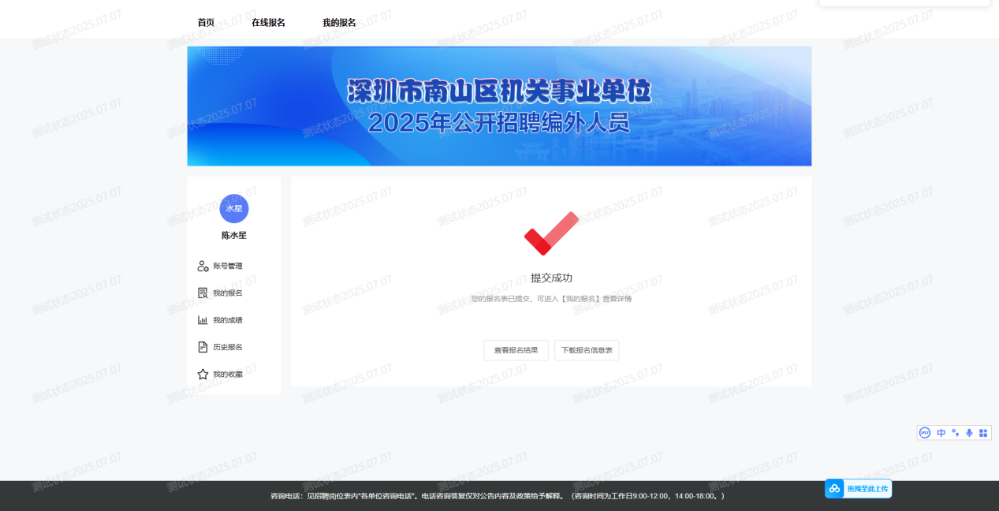 首页 在线报名 我的报名
深圳市南山区机关事业单位
2025年公开招聘编外人员
水星
陈水星
账号管理
我的报名
我的成绩
历史报名
我的收藏
提交成功
您的报名表已提交，可进入【我的报名】查看详情
查看报名结果 下载报名信息表
iFLY 中
拖拽至此上传
咨询电话：见招聘岗位表内"各单位咨询电话"。电话咨询答复仅对公告内容及政策给予解释。（咨询时间为工作日9:00-12:00，14:00-18:00。）
测试状态2025.07.07